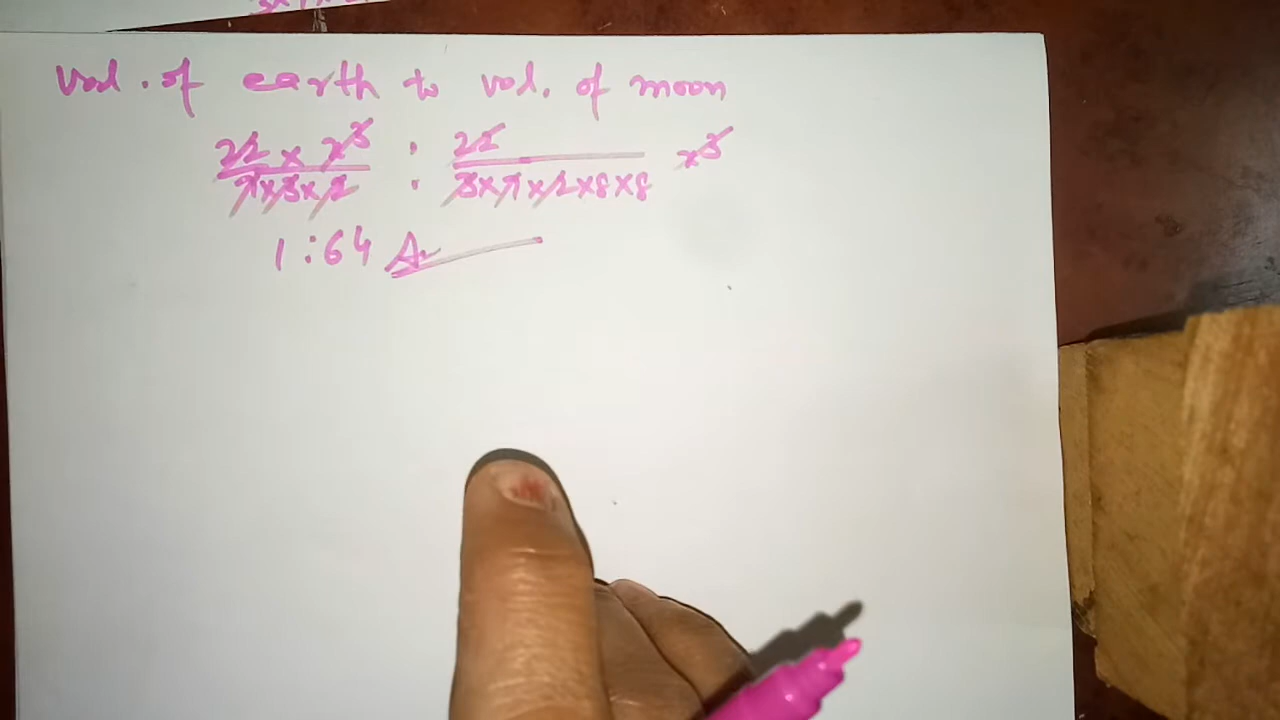 Vol. of earth to vol. of moon
22 × x³ / 7×3×2 : 22 / 3×7×2×8×8 x³
1:64 A